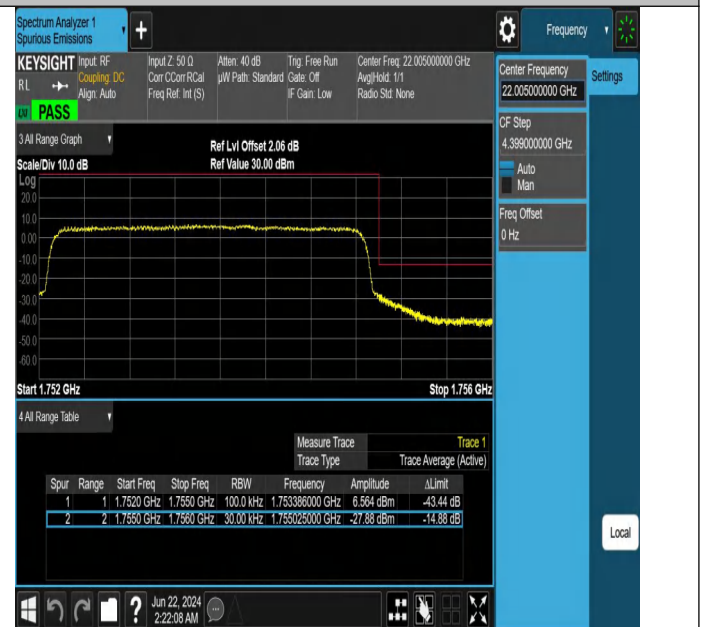 Spectrum Analyzer 1
Spurious Emissions
+
Frequency
KEYSIGHT Input: RF Input Z: 50 Ω Atten: 40 dB Trig: Free Run Center Freq: 22.005000000 GHz
RL Coupling: DC Corr CCorr RCal µW Path: Standard Gate: Off Avg|Hold: 1/1
Align: Auto Freq Ref: Int (S) IF Gain: Low Radio Std: None
LXI PASS
Center Frequency
22.005000000 GHz
Settings
CF Step
4.399000000 GHz
Auto
Man
Freq Offset
0 Hz
3 All Range Graph
Ref Lvl Offset 2.06 dB
Scale/Div 10.0 dB Ref Value 30.00 dBm
Log
20.0
10.0
0.00
-10.0
-20.0
-30.0
-40.0
-50.0
-60.0
Start 1.752 GHz Stop 1.756 GHz
4 All Range Table
Measure Trace Trace 1
Trace Type Trace Average (Active)
Spur Range Start Freq Stop Freq RBW Frequency Amplitude ΔLimit
1 1 1.7520 GHz 1.7550 GHz 100.0 kHz 1.753386000 GHz 6.564 dBm -43.44 dB
2 2 1.7550 GHz 1.7560 GHz 30.00 kHz 1.755025000 GHz -27.88 dBm -14.88 dB
Local
? Jun 22, 2024
2:22:08 AM